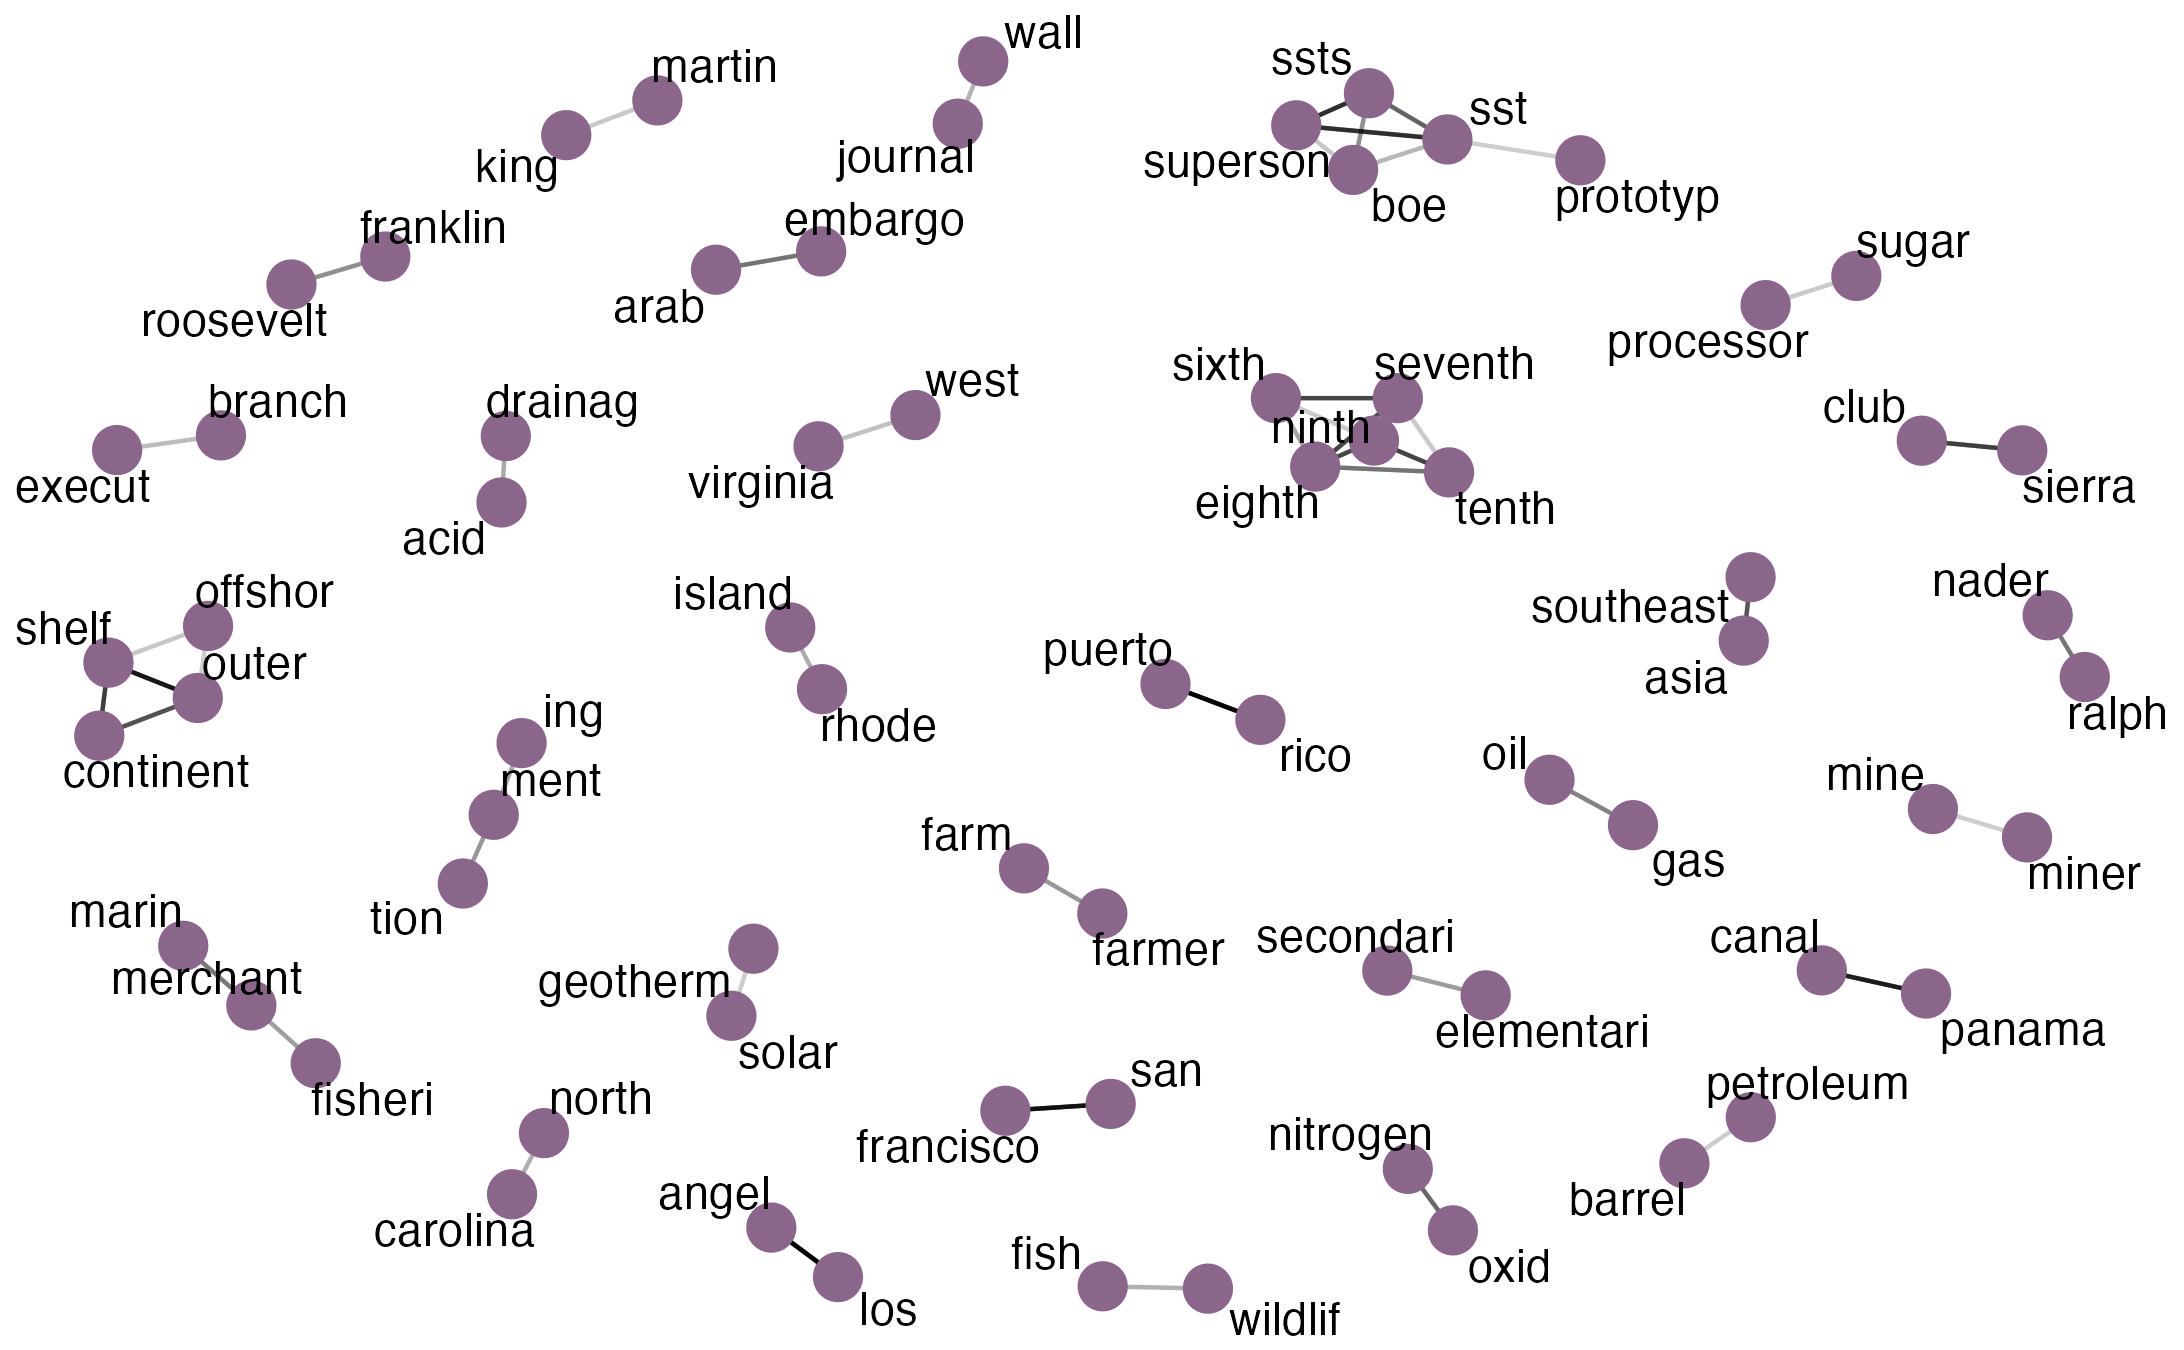 wall
martin
ssts
sst
journal
king
superson
boe
prototyp
franklin
embargo
sugar
roosevelt
arab
processor
sixth
seventh
branch
drainag
west
club
ninth
execut
virginia
eighth
tenth
sierra
acid
offshor
island
southeast
nader
shelf
outer
puerto
asia
ralph
ing
rhode
continent
ment
rico
oil
mine
farm
gas
miner
marin
tion
merchant
geotherm
farmer
secondari
canal
solar
elementari
panama
fisheri
north
san
petroleum
francisco
nitrogen
carolina
angel
barrel
fish
oxid
los
wildlif